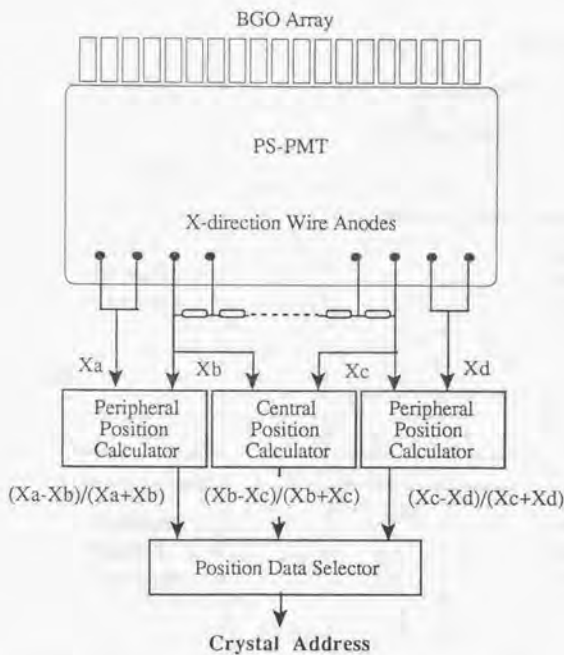 BGO Array
PS-PMT
X-direction Wire Anodes
Xa
Xb
Xc
Xd
Peripheral
Position
Calculator
Central
Position
Calculator
Peripheral
Position
Calculator
(Xa-Xb)/(Xa+Xb)
(Xb-Xc)/(Xb+Xc)
(Xc-Xd)/(Xc+Xd)
Position Data Selector
Crystal Address